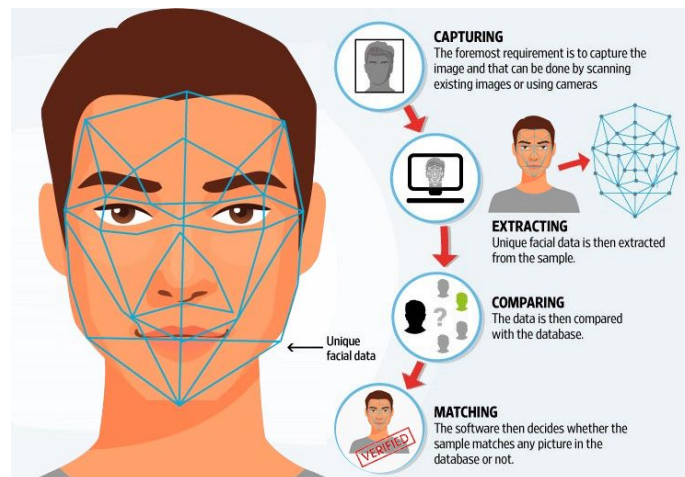 CAPTURING
The foremost requirement is to capture the
image and that can be done by scanning
existing images or using cameras
EXTRACTING
Unique facial data is then extracted
from the sample.
?
COMPARING
The data is then compared
with the database.
Unique
facial data
MATCHING
The software then decides whether the
sample matches any picture in the
database or not.
VERIFIED